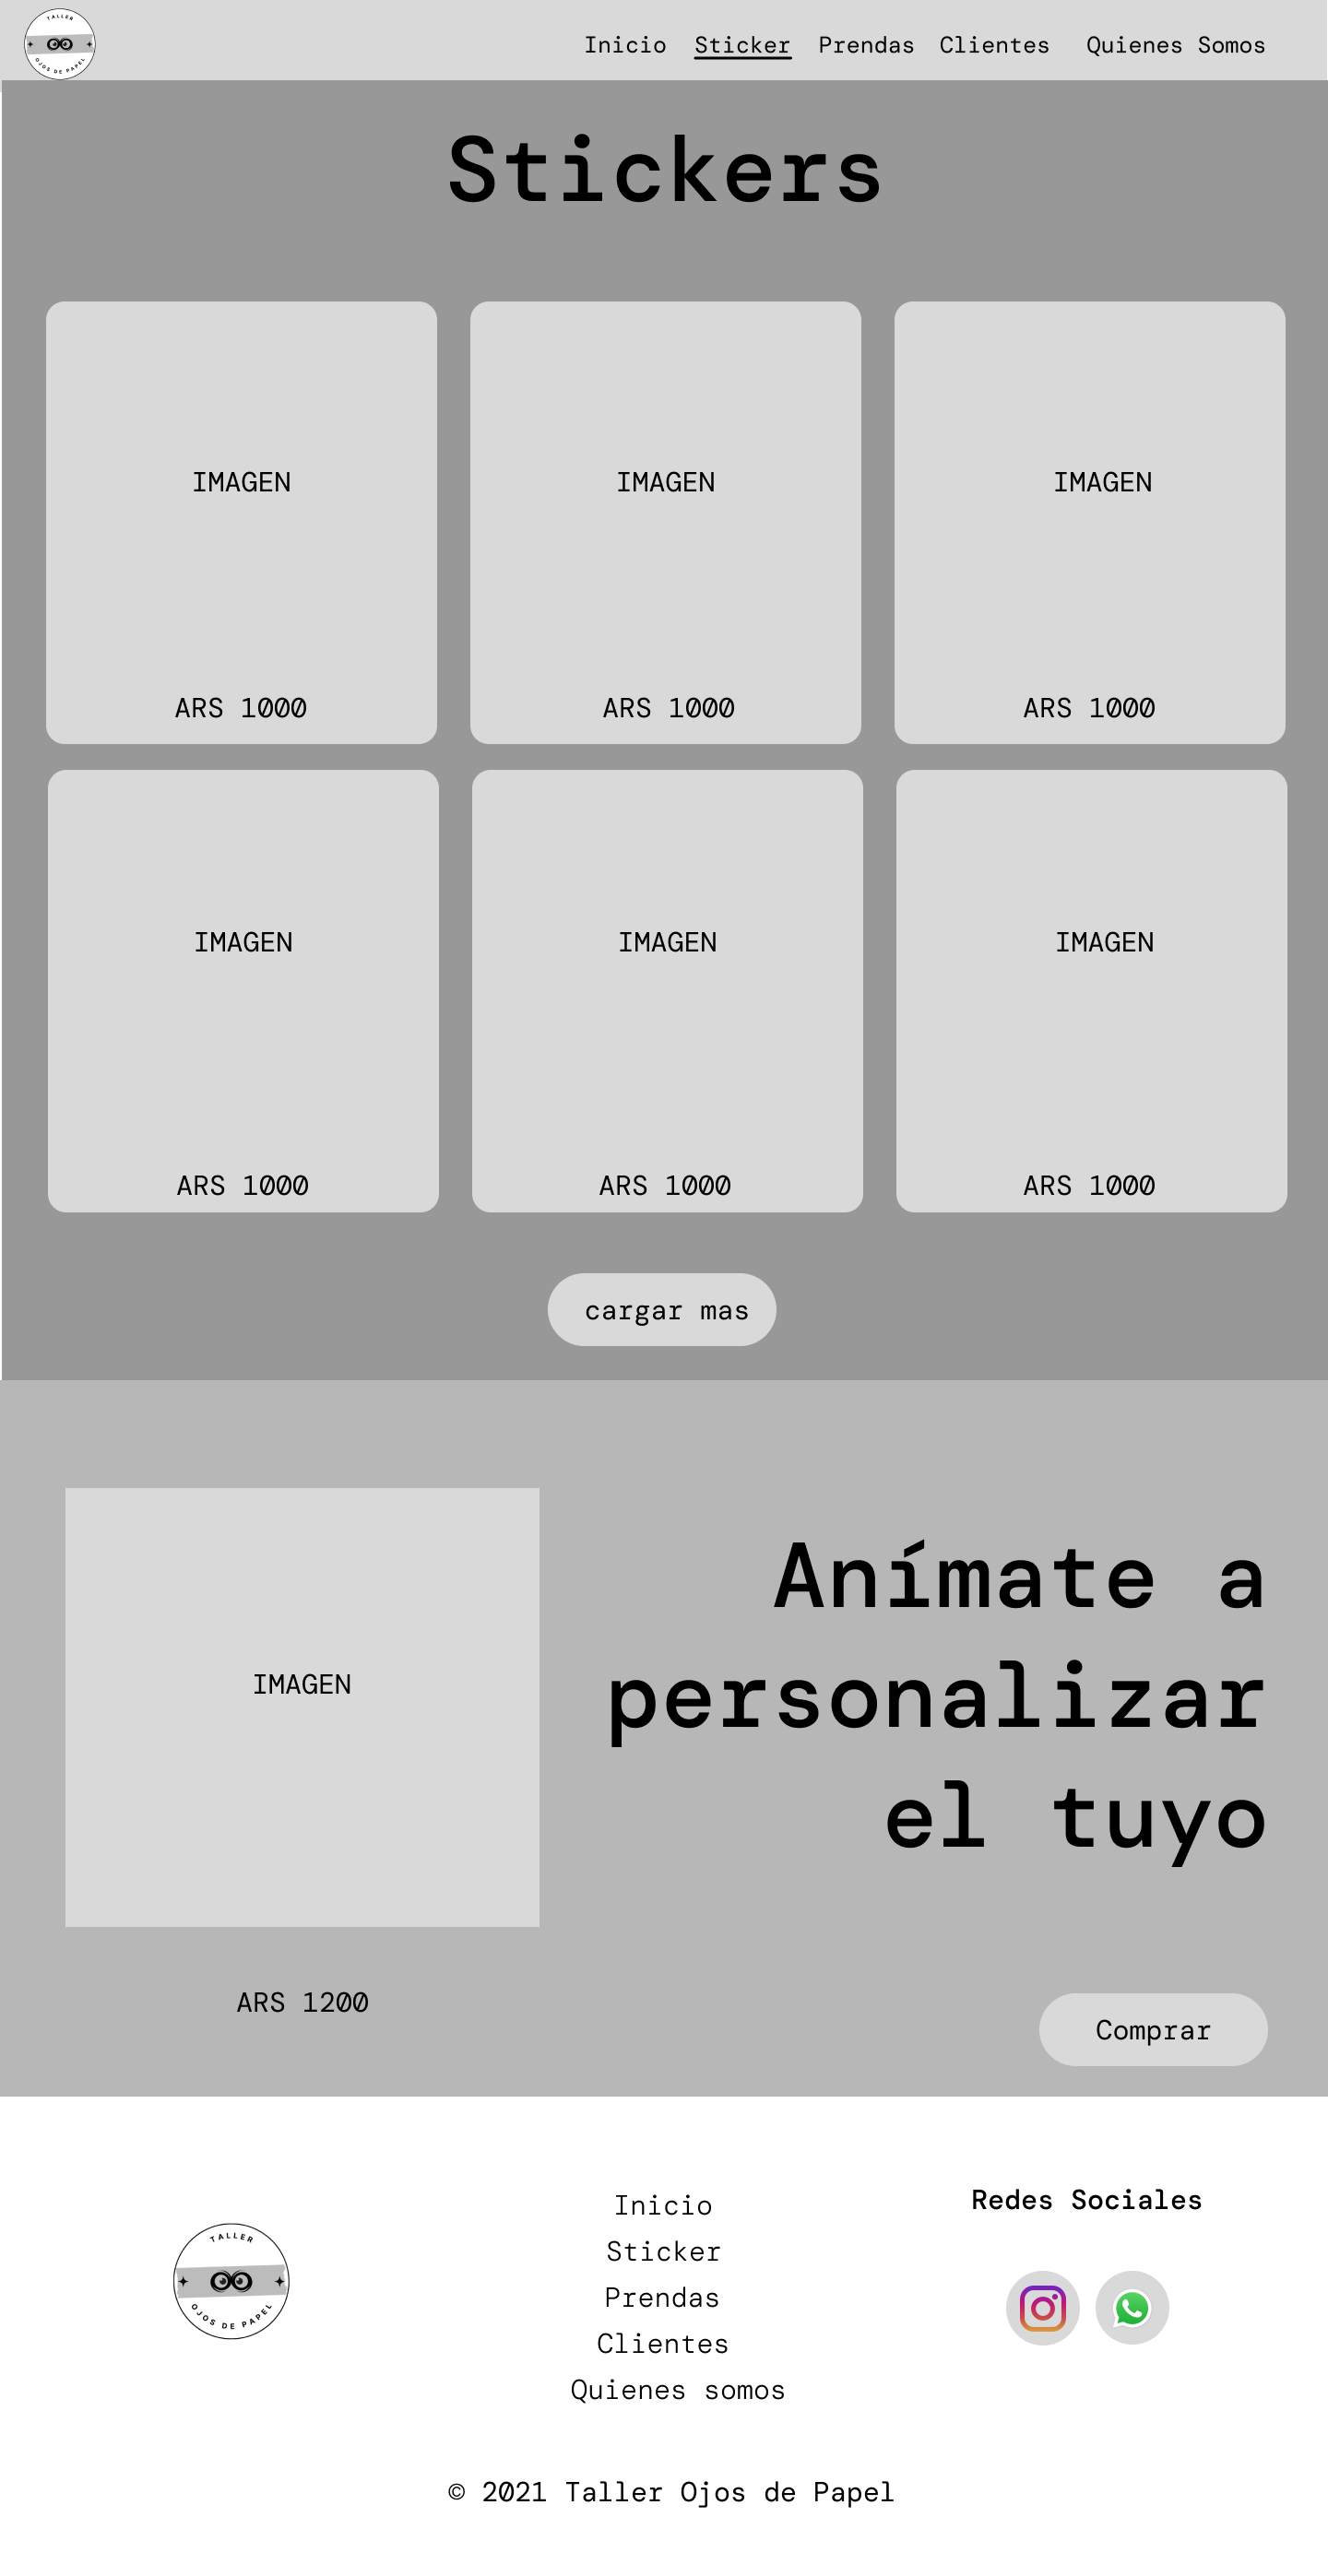 TALLER
OJOS DE PAPEL
Inicio Sticker Prendas Clientes Quienes Somos
Stickers
IMAGEN IMAGEN IMAGEN
ARS 1000 ARS 1000 ARS 1000
IMAGEN IMAGEN IMAGEN
ARS 1000 ARS 1000 ARS 1000
cargar mas
IMAGEN
ARS 1200
Anímate a
personalizar
el tuyo
Comprar
TALLER
OJOS DE PAPEL
Inicio
Sticker
Prendas
Clientes
Quienes somos
Redes Sociales
© 2021 Taller Ojos de Papel